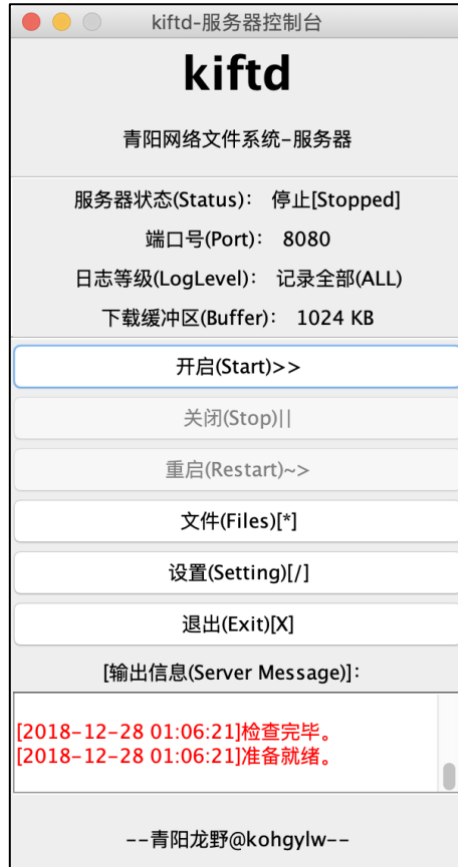 kiftd-服务器控制台
kiftd
青阳网络文件系统-服务器
服务器状态(Status)： 停止[Stopped]
端口号(Port)： 8080
日志等级(LogLevel)： 记录全部(ALL)
下载缓冲区(Buffer)： 1024 KB
开启(Start)>>
关闭(Stop)||
重启(Restart)~>
文件(Files)[*]
设置(Setting)[/]
退出(Exit)[X]
[输出信息(Server Message)]：
[2018-12-28 01:06:21]检查完毕。
[2018-12-28 01:06:21]准备就绪。
--青阳龙野@kohgylw--